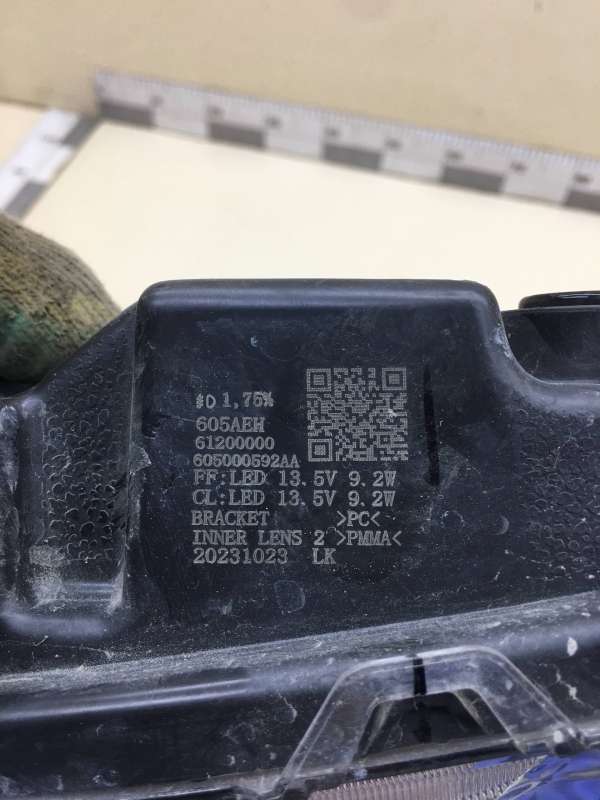 1,75%
605AEH
61200000
605000592AA
FF:LED 13.5V 9.2W
CL:LED 13.5V 9.2W
BRACKET >PC<
INNER LENS 2 >PMMA<
20231023 LK